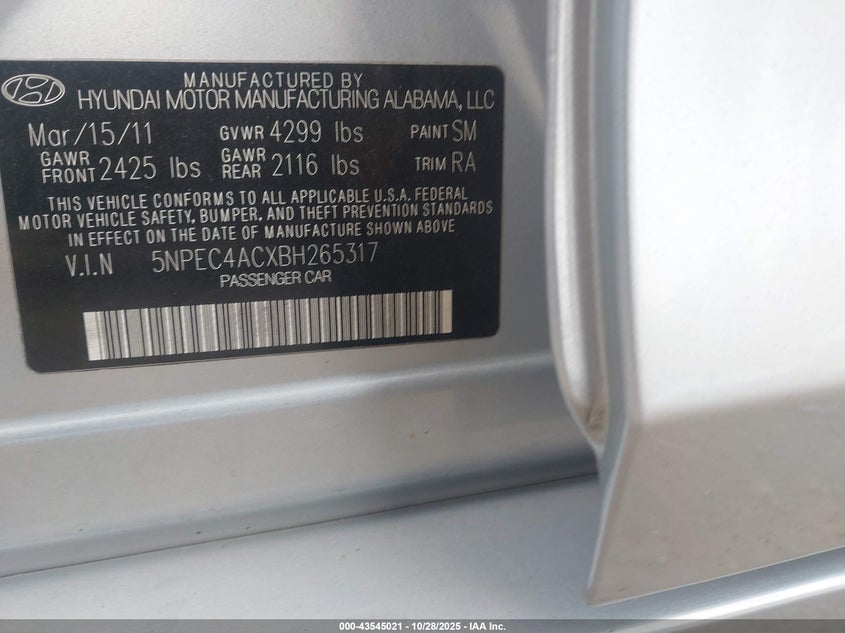 MANUFACTURED BY
HYUNDAI MOTOR MANUFACTURING ALABAMA, LLC
Mar/15/11 GVWR 4299 lbs PAINT SM
GAWR FRONT 2425 lbs GAWR REAR 2116 lbs TRIM RA
THIS VEHICLE CONFORMS TO ALL APPLICABLE U.S.A. FEDERAL
MOTOR VEHICLE SAFETY, BUMPER, AND THEFT PREVENTION STANDARDS
IN EFFECT ON THE DATE OF MANUFACTURE SHOWN ABOVE
V.I.N 5NPEC4ACXBH265317
PASSENGER CAR
000-43545021 | 10/28/2025 - IAA Inc.